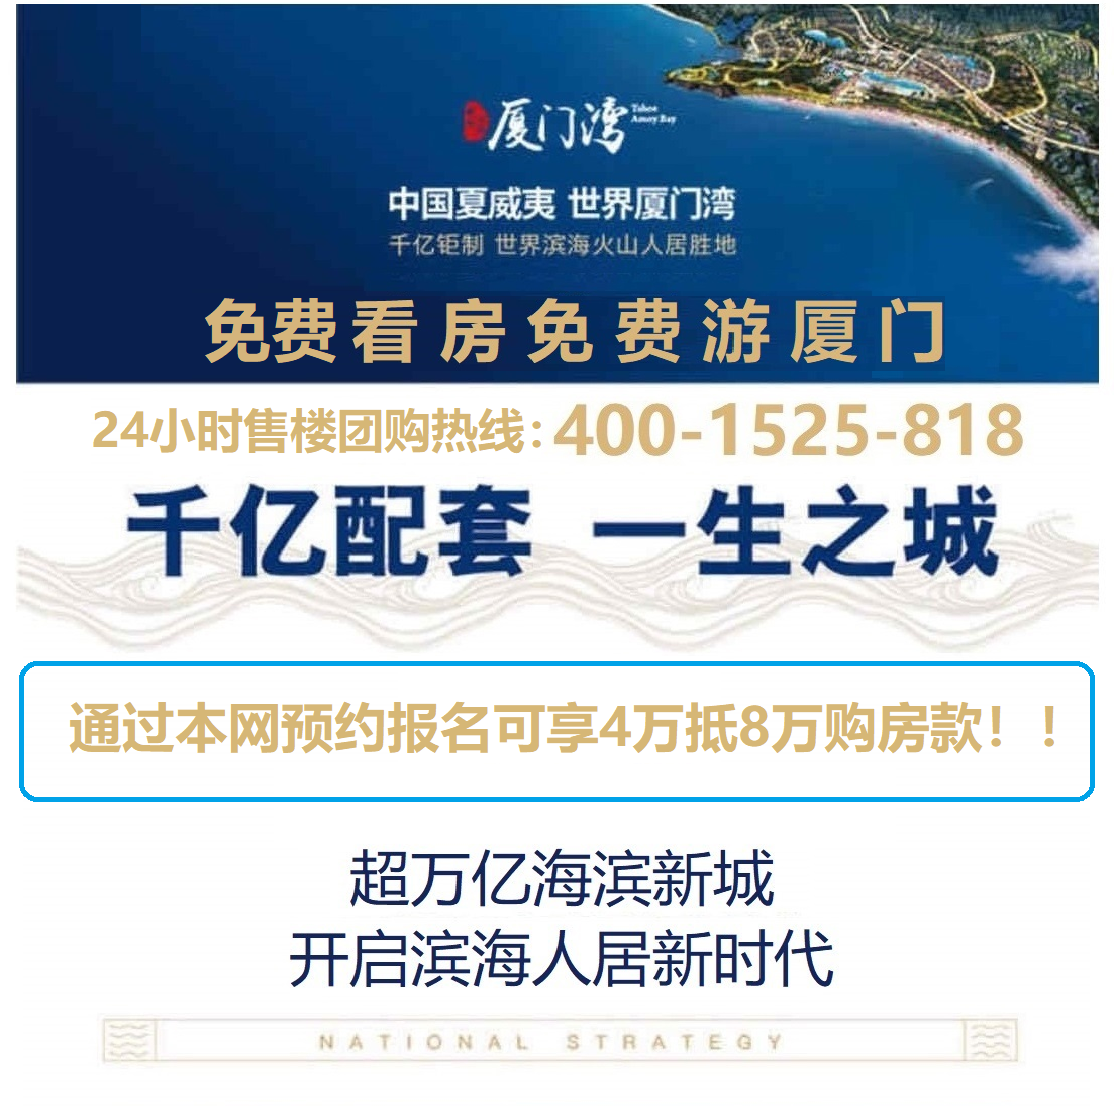 厦门湾
Tahoe
Amoy Bay
中国夏威夷 世界厦门湾
千亿钜制 世界滨海火山人居胜地
免费看房免费游厦门
24小时售楼团购热线：400-1525-818
千亿配套 一生之城
通过本网预约报名可享4万抵8万购房款！！
超万亿海滨新城
开启滨海人居新时代
NATIONAL STRATEGY